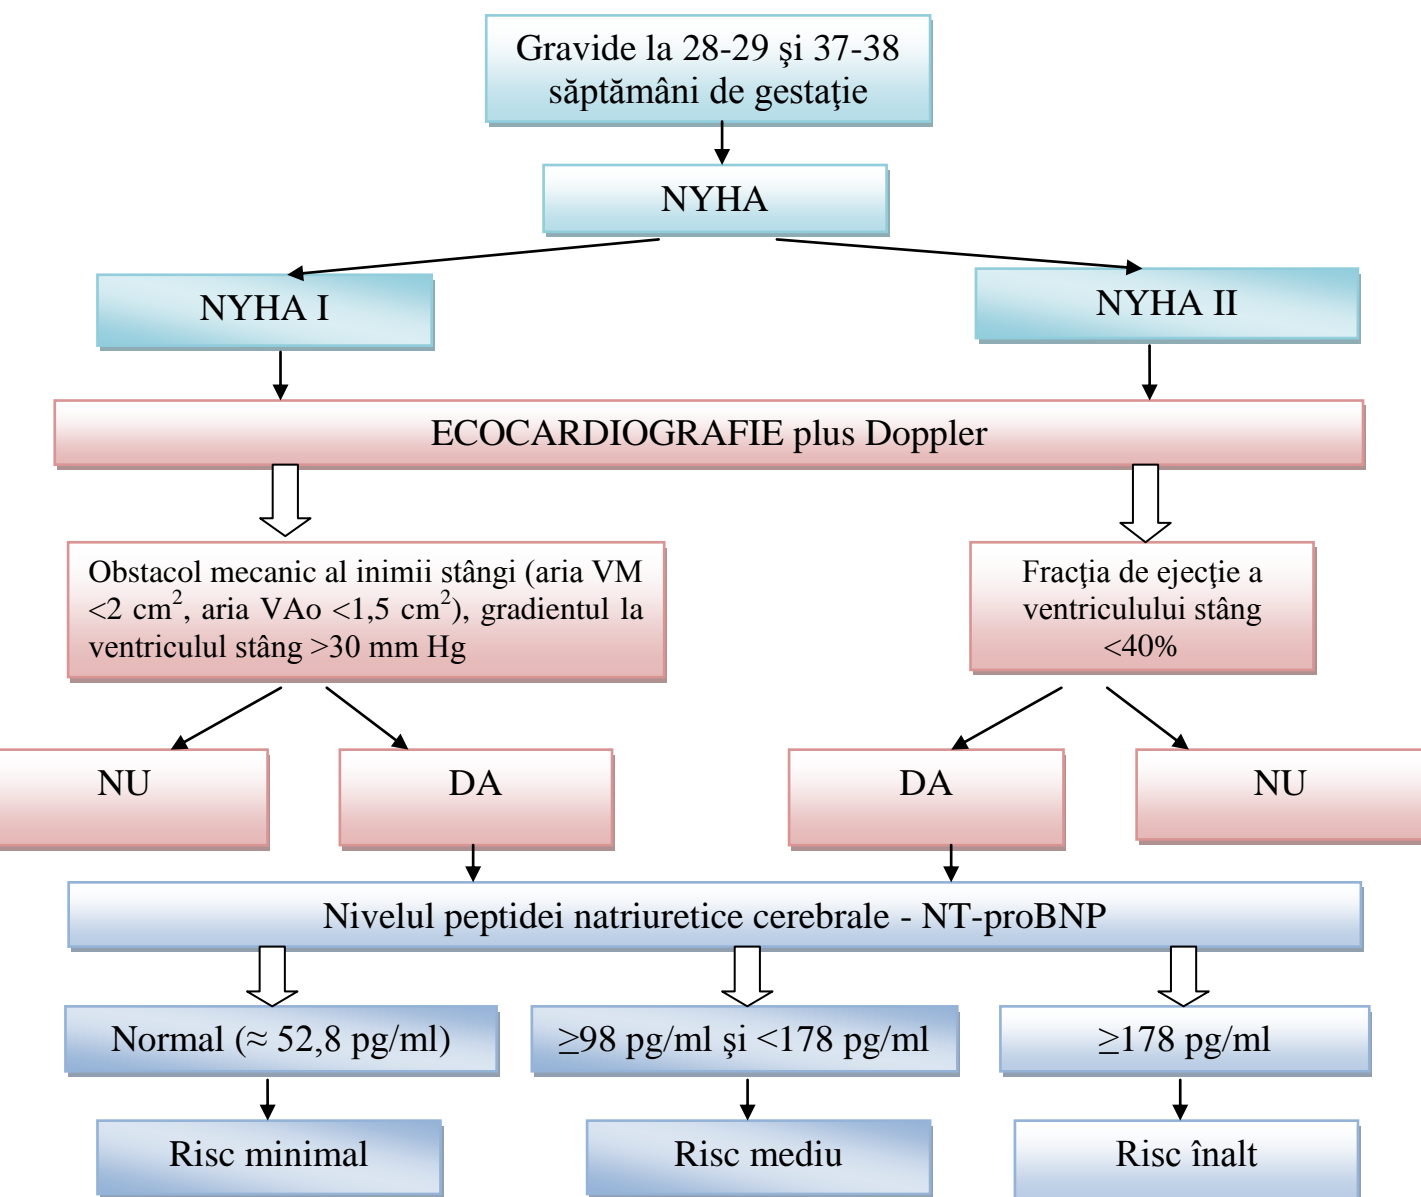 Gravide la 28-29 şi 37-38
săptămâni de gestaţie
NYHA
NYHA I
NYHA II
ECOCARDIOGRAFIE plus Doppler
Obstacol mecanic al inimii stângi (aria VM
<2 cm², aria VAo <1,5 cm²), gradientul la
ventriculul stâng >30 mm Hg
Fracţia de ejecţie a
ventriculului stâng
<40%
NU
DA
DA
NU
Nivelul peptidei natriuretice cerebrale - NT-proBNP
Normal (≈ 52,8 pg/ml)
≥98 pg/ml şi <178 pg/ml
≥178 pg/ml
Risc minimal
Risc mediu
Risc înalt